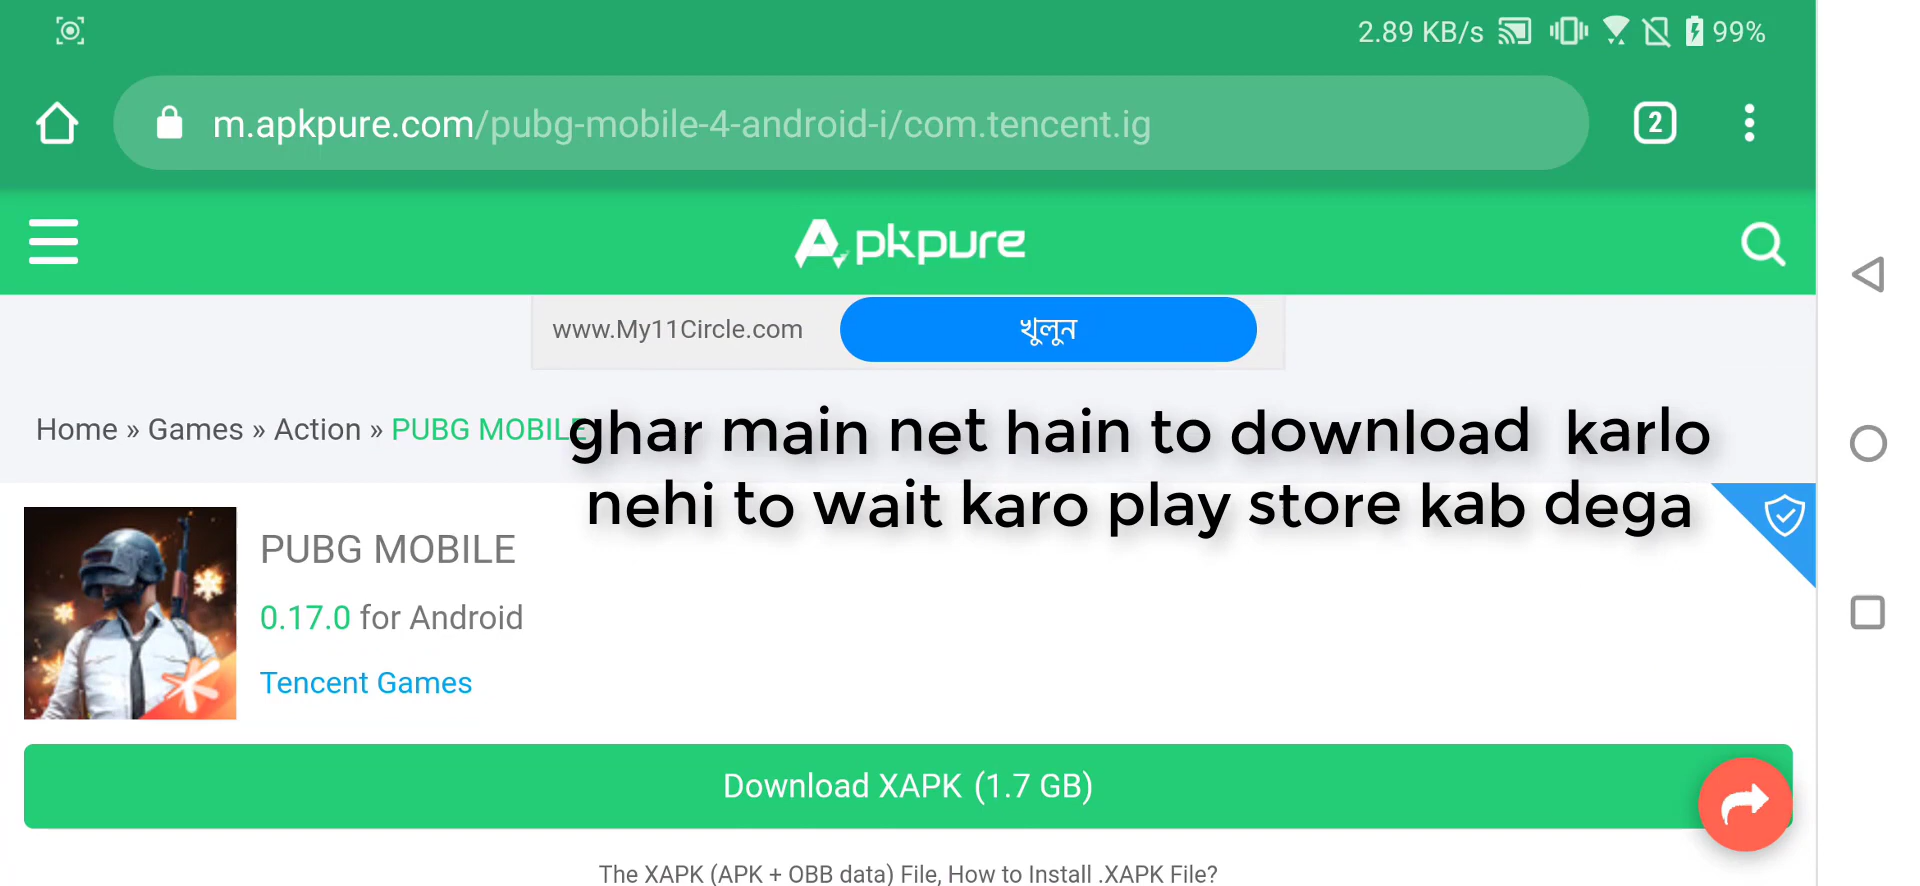 2.89 KB/s 99%
m.apkpure.com/pubg-mobile-4-android-i/com.tencent.ig
2
Apkpure
www.My11Circle.com
খুলুন
Home » Games » Action » PUBG MOBILE
ghar main net hain to download karlo
nehi to wait karo play store kab dega
PUBG MOBILE
0.17.0 for Android
Tencent Games
Download XAPK (1.7 GB)
The XAPK (APK + OBB data) File, How to Install .XAPK File?